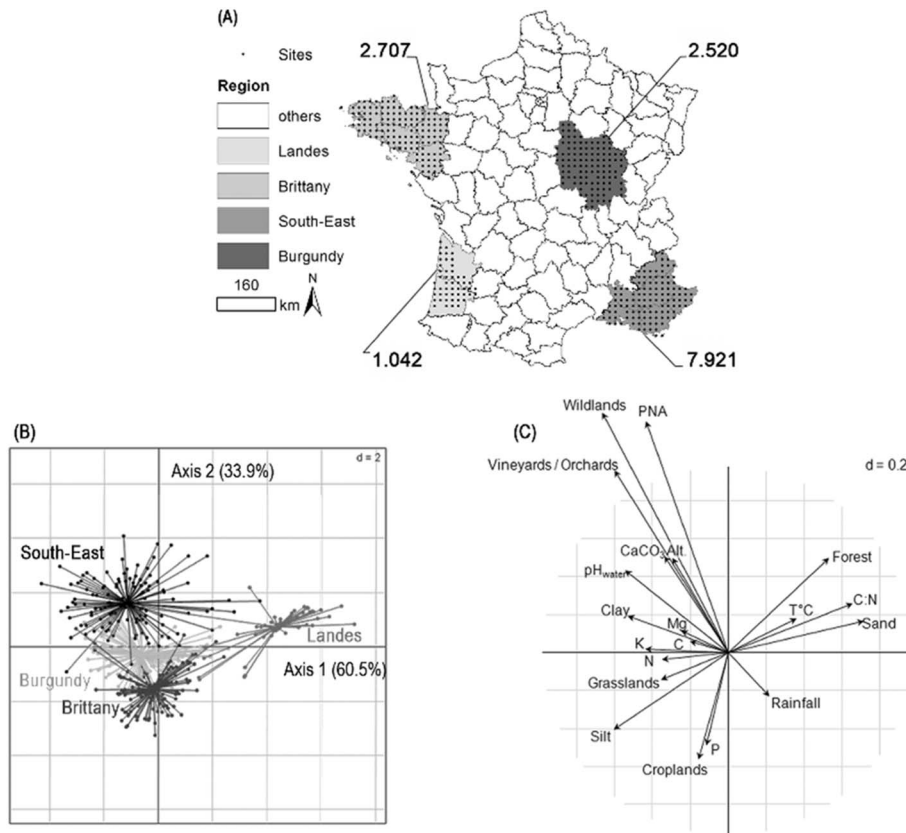 (A)
Sites
2.707
2.520
Region
others
Landes
Brittany
South-East
Burgundy
160
km
N
1.042
7.921
(B)
Axis 2 (33.9%)
d = 2
South-East
Landes
Axis 1 (60.5%)
Burgundy
Brittany
(C)
Wildlands
PNA
Vineyards / Orchards
d = 0.2
CaCO3
Alt.
Forest
pHwater
T°C
C:N
Clay
Mg
Sand
K
C
N
Grasslands
Rainfall
Silt
P
Croplands